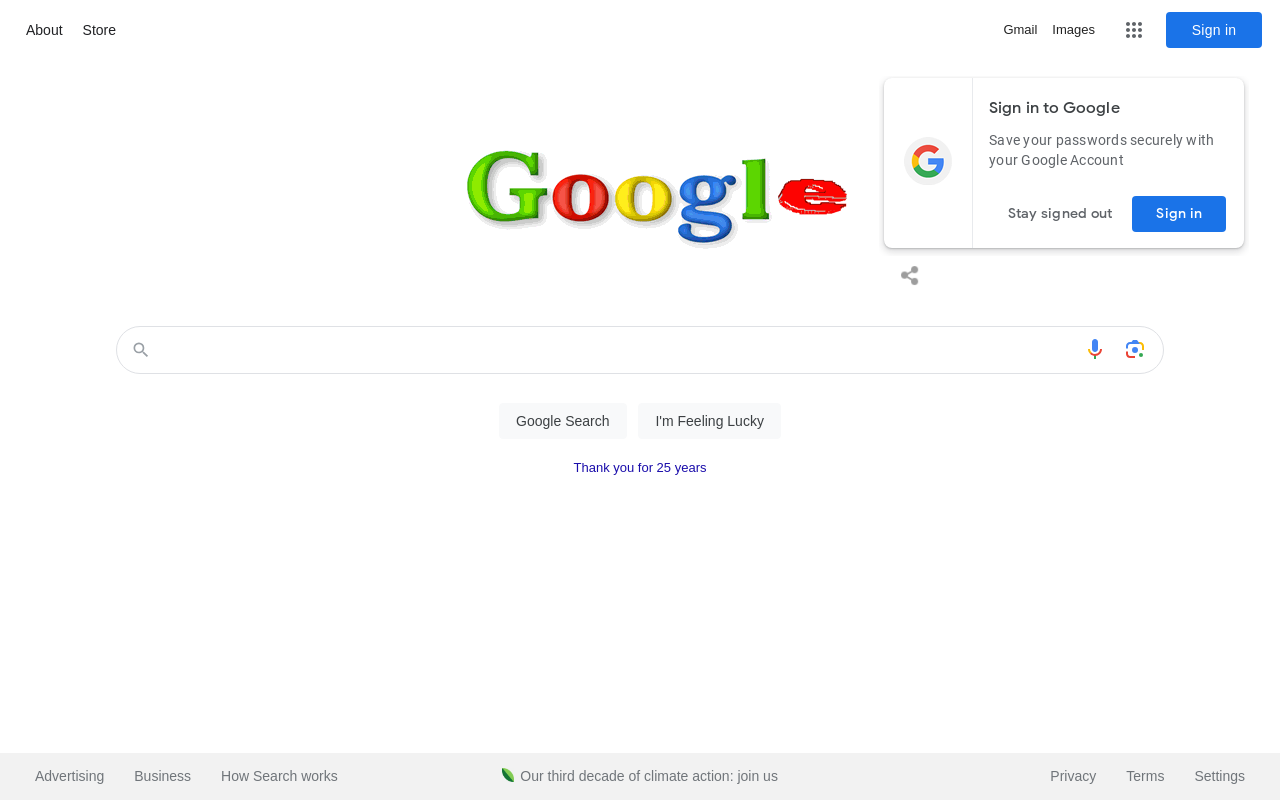 About Store
Gmail Images Sign in
Google
Sign in to Google
Save your passwords securely with
your Google Account
Stay signed out Sign in
Google Search I'm Feeling Lucky
Thank you for 25 years
Advertising Business How Search works
Our third decade of climate action: join us
Privacy Terms Settings